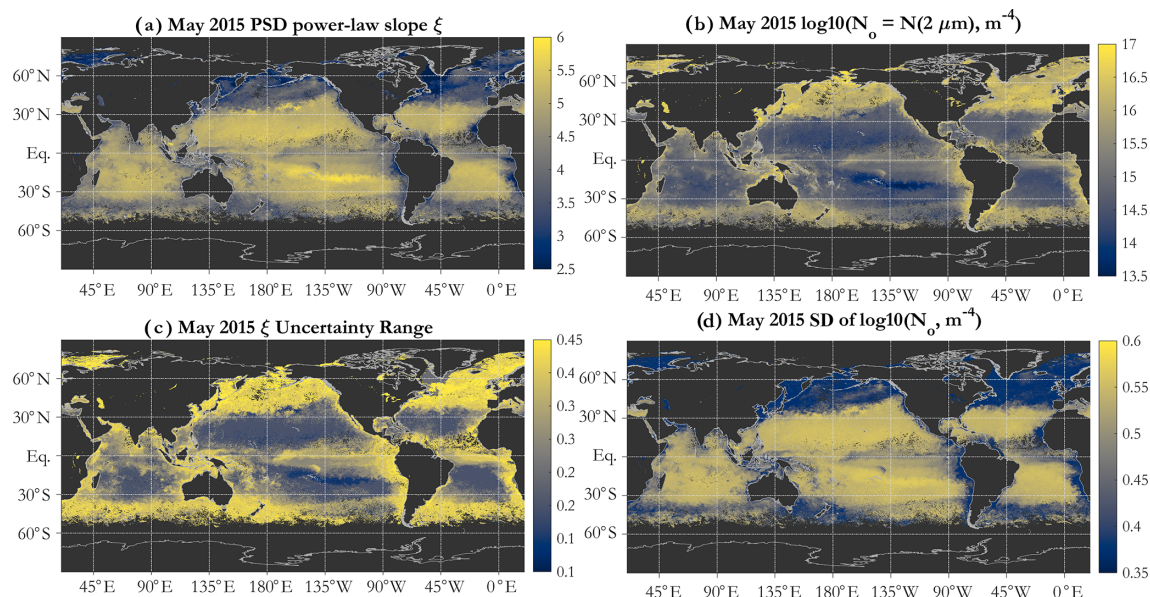 (a) May 2015 PSD power-law slope ξ
60°N
30°N
Eq.
30°S
60°S
45°E 90°E 135°E 180°E 135°W 90°W 45°W 0°E
6
5.5
5
4.5
4
3.5
3
2.5
(b) May 2015 log10(N₀ = N(2 μm), m⁻⁴)
60°N
30°N
Eq.
30°S
60°S
45°E 90°E 135°E 180°E 135°W 90°W 45°W 0°E
17
16.5
16
15.5
15
14.5
14
13.5
(c) May 2015 ξ Uncertainty Range
60°N
30°N
Eq.
30°S
60°S
45°E 90°E 135°E 180°E 135°W 90°W 45°W 0°E
0.45
0.4
0.3
0.3
0.2
0.2
0.1
0.1
(d) May 2015 SD of log10(N₀, m⁻⁴)
60°N
30°N
Eq.
30°S
60°S
45°E 90°E 135°E 180°E 135°W 90°W 45°W 0°E
0.6
0.55
0.5
0.45
0.4
0.35